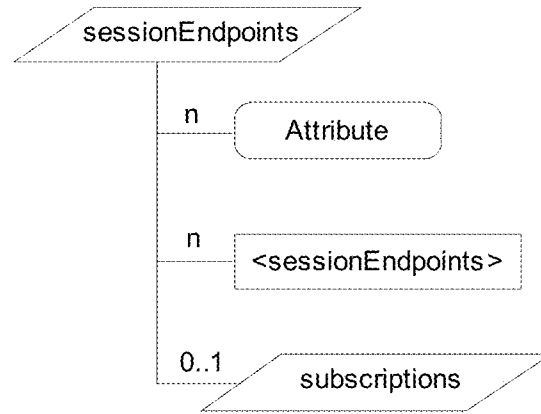 sessionEndpoints
n
Attribute
n
<sessionEndpoints>
0..1
subscriptions